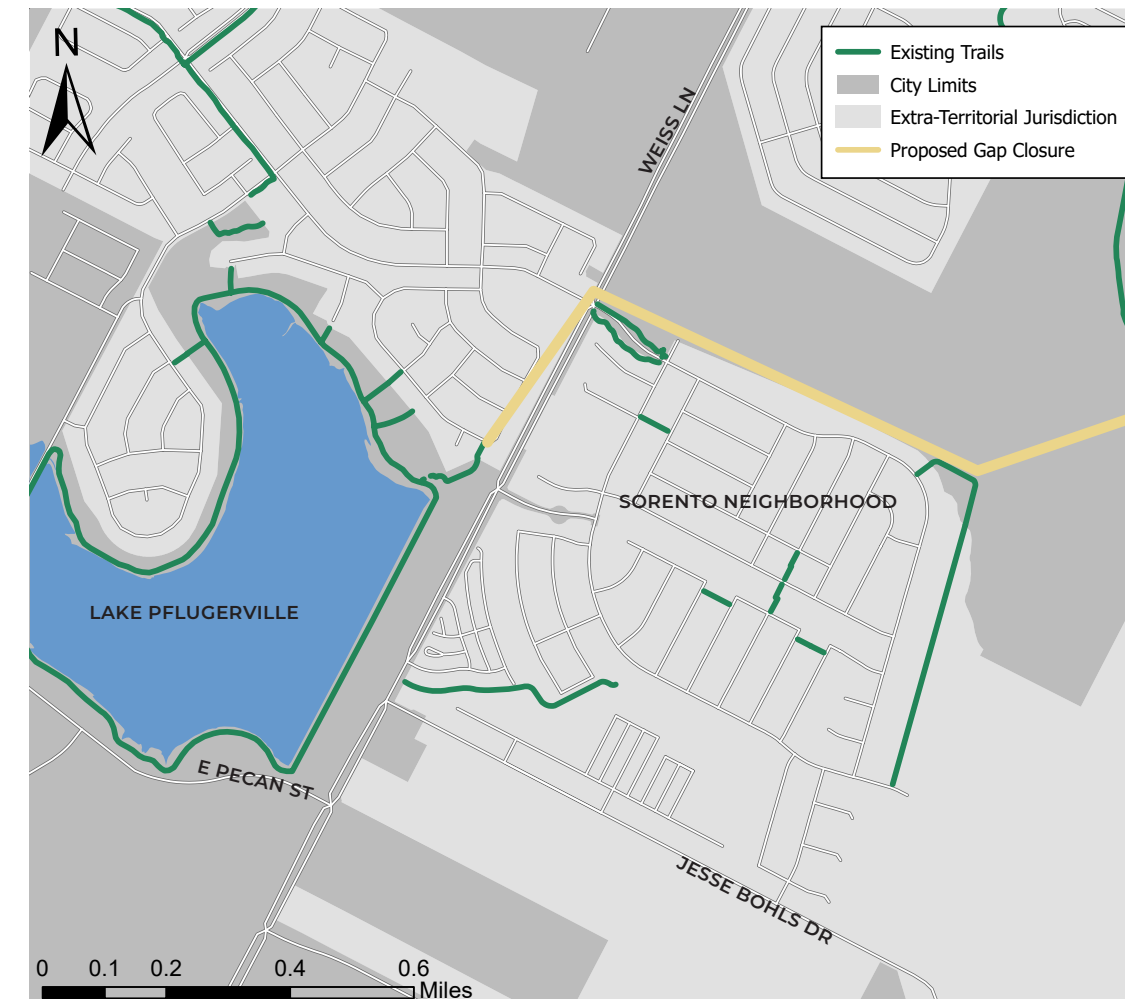 N
Existing Trails
City Limits
Extra-Territorial Jurisdiction
Proposed Gap Closure
WEISS LN
SORENTO NEIGHBORHOOD
LAKE PFLUGERVILLE
E PECAN ST
JESSE BOHLS DR
0 0.1 0.2 0.4 0.6
Miles